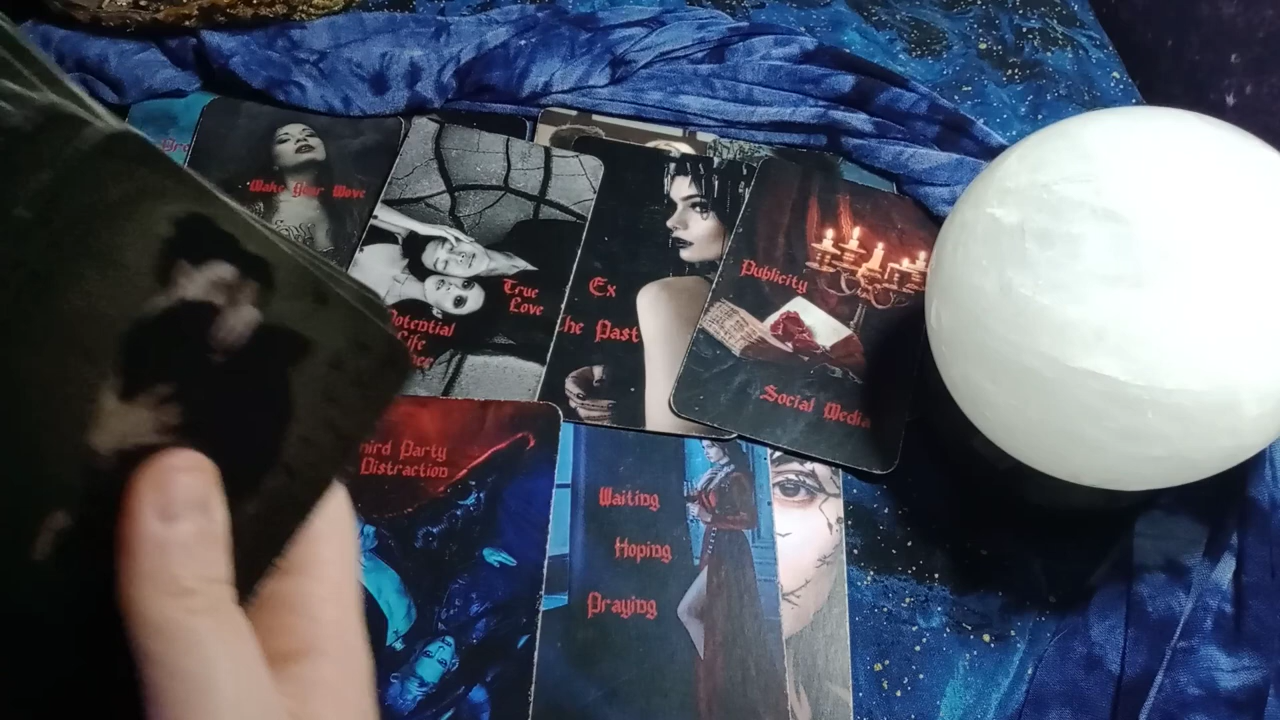 Make Your Move
True
Love
Potential
Life
Ex
The Past
Publicity
Social Media
Third Party
Distraction
Waiting
Hoping
Praying